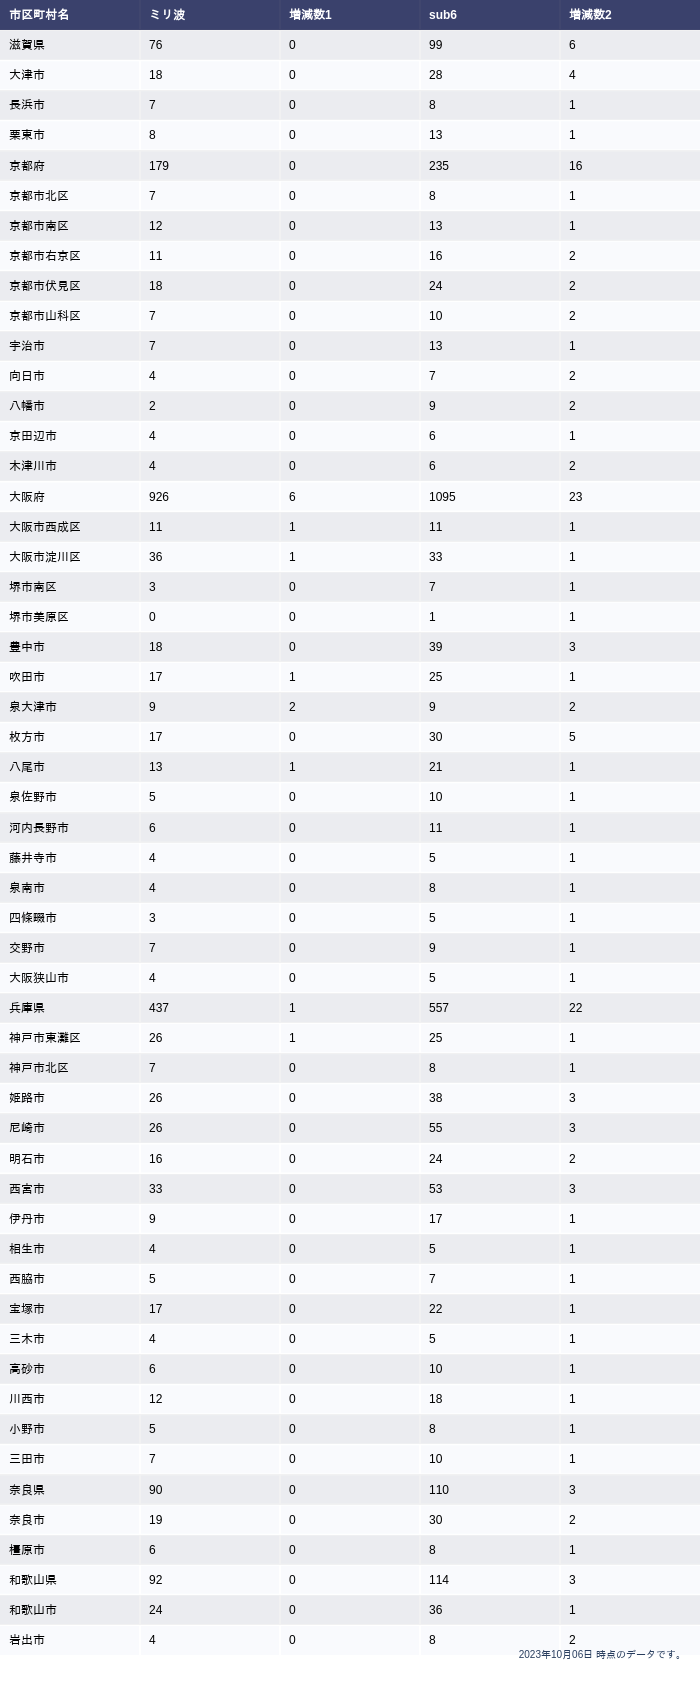 市区町村名 ミリ波 増減数1 sub6 増減数2
滋賀県 76 0 99 6
大津市 18 0 28 4
長浜市 7 0 8 1
栗東市 8 0 13 1
京都府 179 0 235 16
京都市北区 7 0 8 1
京都市南区 12 0 13 1
京都市右京区 11 0 16 2
京都市伏見区 18 0 24 2
京都市山科区 7 0 10 2
宇治市 7 0 13 1
向日市 4 0 7 2
八幡市 2 0 9 2
京田辺市 4 0 6 1
木津川市 4 0 6 2
大阪府 926 6 1095 23
大阪市西成区 11 1 11 1
大阪市淀川区 36 1 33 1
堺市南区 3 0 7 1
堺市美原区 0 0 1 1
豊中市 18 0 39 3
吹田市 17 1 25 1
泉大津市 9 2 9 2
枚方市 17 0 30 5
八尾市 13 1 21 1
泉佐野市 5 0 10 1
河内長野市 6 0 11 1
藤井寺市 4 0 5 1
泉南市 4 0 8 1
四條畷市 3 0 5 1
交野市 7 0 9 1
大阪狭山市 4 0 5 1
兵庫県 437 1 557 22
神戸市東灘区 26 1 25 1
神戸市北区 7 0 8 1
姫路市 26 0 38 3
尼崎市 26 0 55 3
明石市 16 0 24 2
西宮市 33 0 53 3
伊丹市 9 0 17 1
相生市 4 0 5 1
西脇市 5 0 7 1
宝塚市 17 0 22 1
三木市 4 0 5 1
高砂市 6 0 10 1
川西市 12 0 18 1
小野市 5 0 8 1
三田市 7 0 10 1
奈良県 90 0 110 3
奈良市 19 0 30 2
橿原市 6 0 8 1
和歌山県 92 0 114 3
和歌山市 24 0 36 1
岩出市 4 0 8 2
2023年10月06日 時点のデータです。